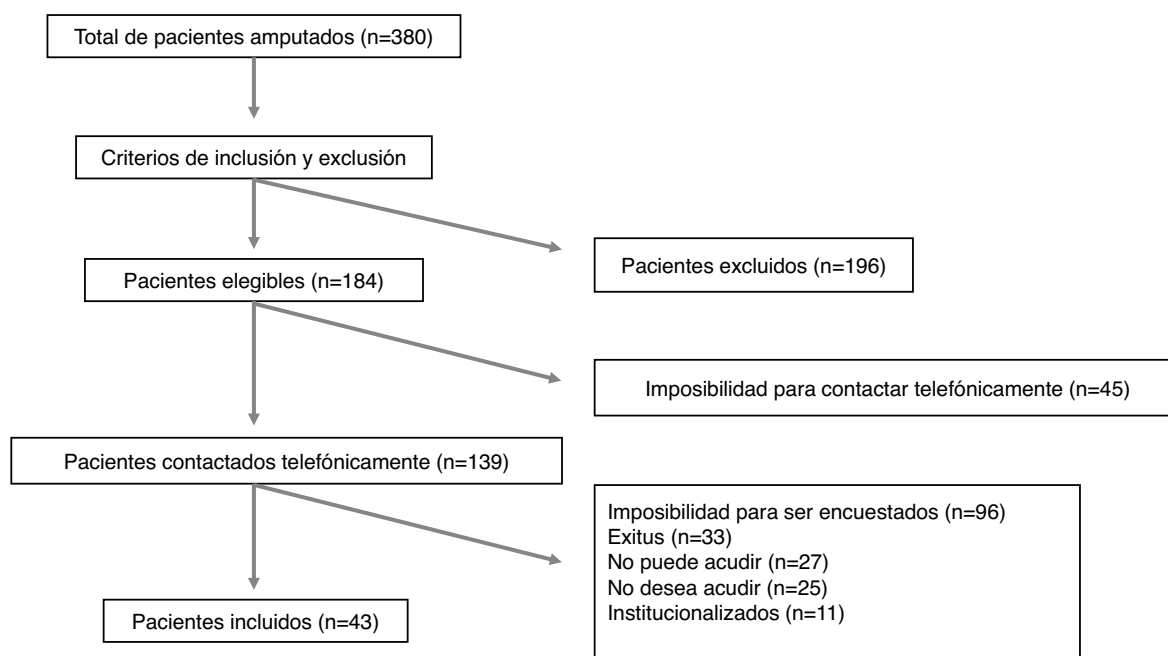 Total de pacientes amputados (n=380)
Criterios de inclusión y exclusión
Pacientes excluidos (n=196)
Pacientes elegibles (n=184)
Imposibilidad para contactar telefónicamente (n=45)
Pacientes contactados telefónicamente (n=139)
Imposibilidad para ser encuestados (n=96)
Exitus (n=33)
No puede acudir (n=27)
No desea acudir (n=25)
Institucionalizados (n=11)
Pacientes incluidos (n=43)